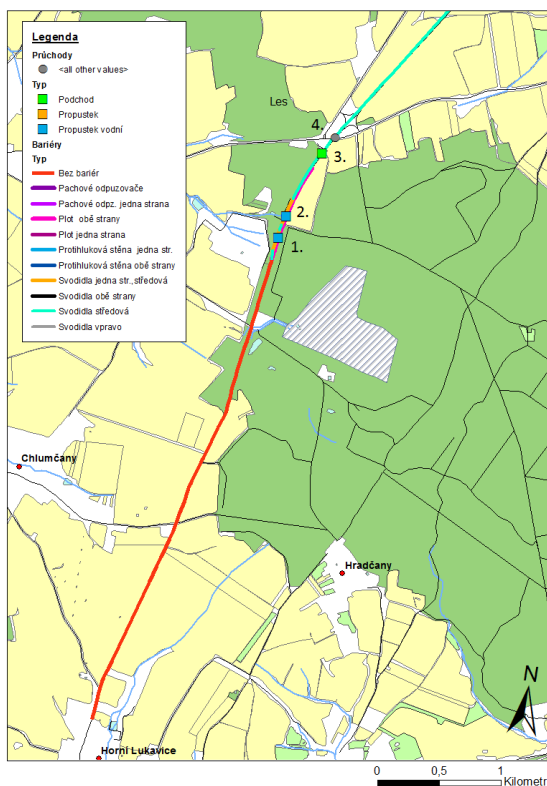 Legenda
Průchody
<all other values>
Typ
Podchod
Propustek
Propustek vodní
Bariéry
Typ
Bez bariér
Pachové odpuzovače
Pachové odpz. jedna strana
Plot obě strany
Plot jedna strana
Protihluková stěna jedna str.
Protihluková stěna obě strany
Svodidla jedna str.,středová
Svodidla obě strany
Svodidla středová
Svodidla vpravo
Les
4.
3.
2.
1.
Chlumčany
Hradčany
Horní Lukavice
N
0 0,5 1
Kilometr